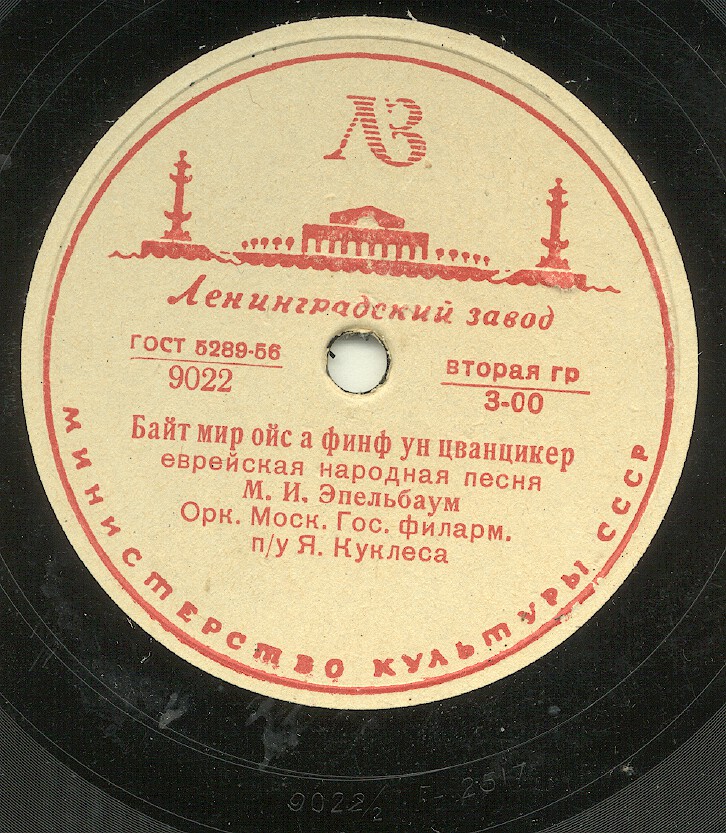 ЛЗ
Ленинградский завод
ГОСТ 5289-56
9022
вторая гр
3-00
Байт мир ойс а финф ун цванцикер
еврейская народная песня
М. И. Эпельбаум
Орк. Моск. Гос. филарм.
п/у Я. Куклеса
МИНИСТЕРСТВО КУЛЬТУРЫ СССР
9022/2